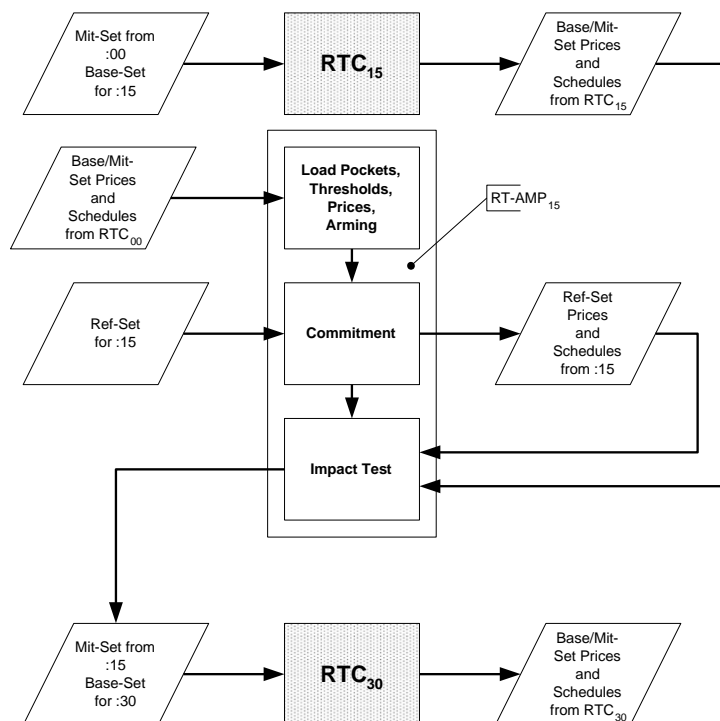 Mit-Set from
:00
Base-Set
for :15
RTC15
Base/Mit-
Set Prices
and
Schedules
from RTC15
Base/Mit-
Set Prices
and
Schedules
from RTC00
Load Pockets,
Thresholds,
Prices,
Arming
RT-AMP15
Ref-Set
for :15
Commitment
Ref-Set
Prices
and
Schedules
from :15
Impact Test
Mit-Set from
:15
Base-Set
for :30
RTC30
Base/Mit-
Set Prices
and
Schedules
from RTC30